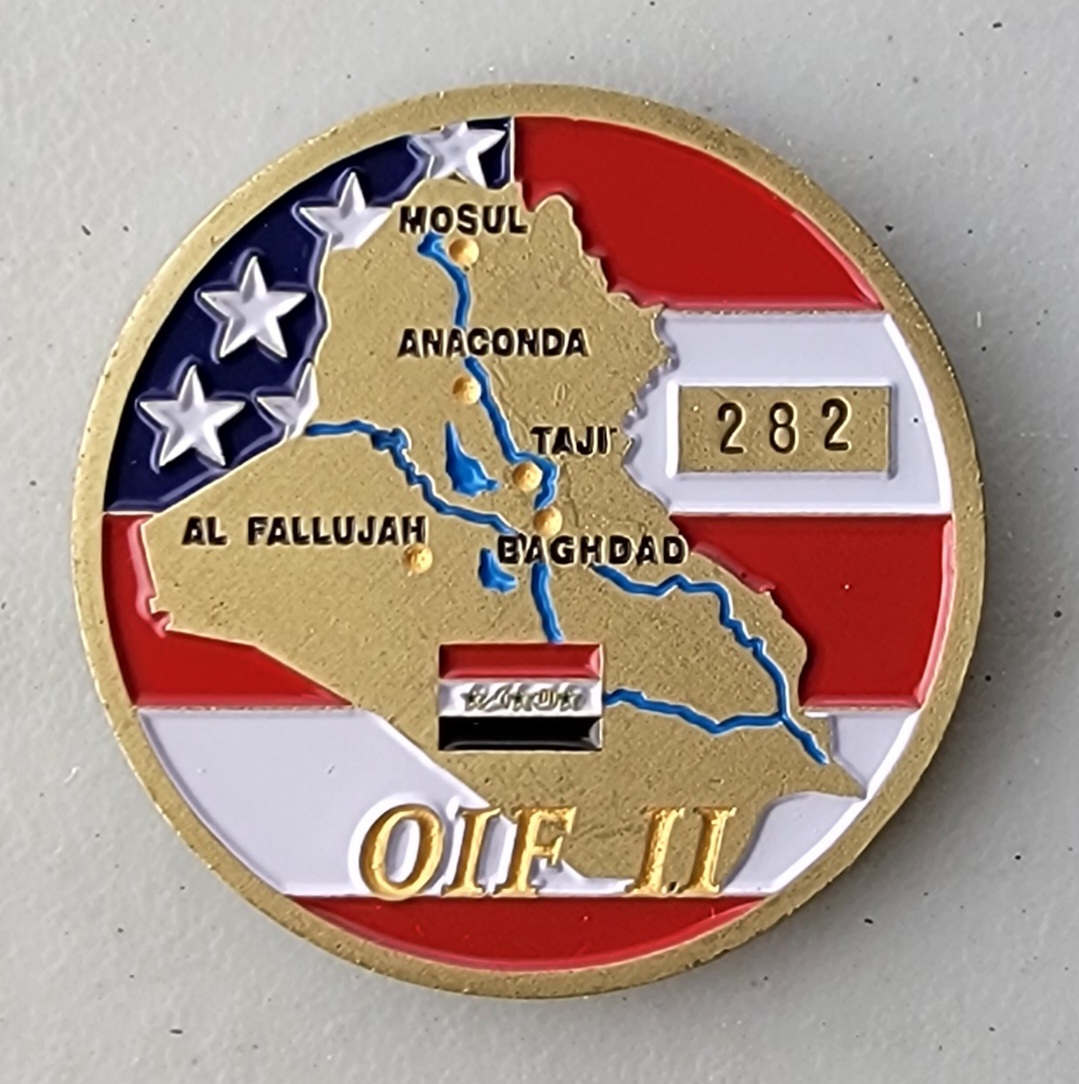 MOSUL
ANACONDA
282
TAJI
AL FALLUJAH
BAGHDAD
OIF II